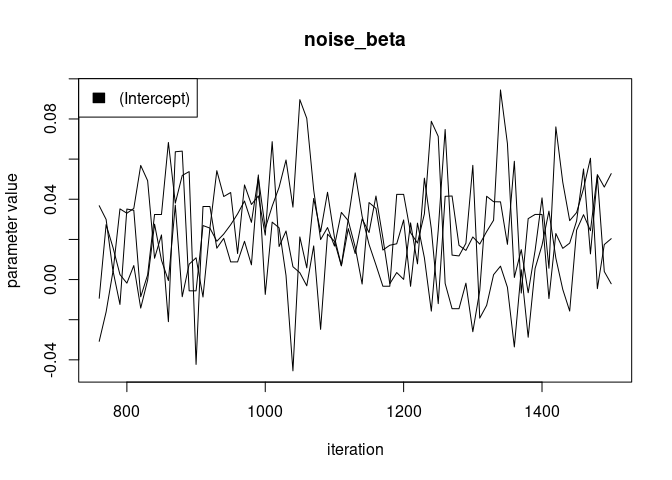 noise_beta
(Intercept)
parameter value
0.08
0.04
0.00
-0.04
800 1000 1200 1400
iteration